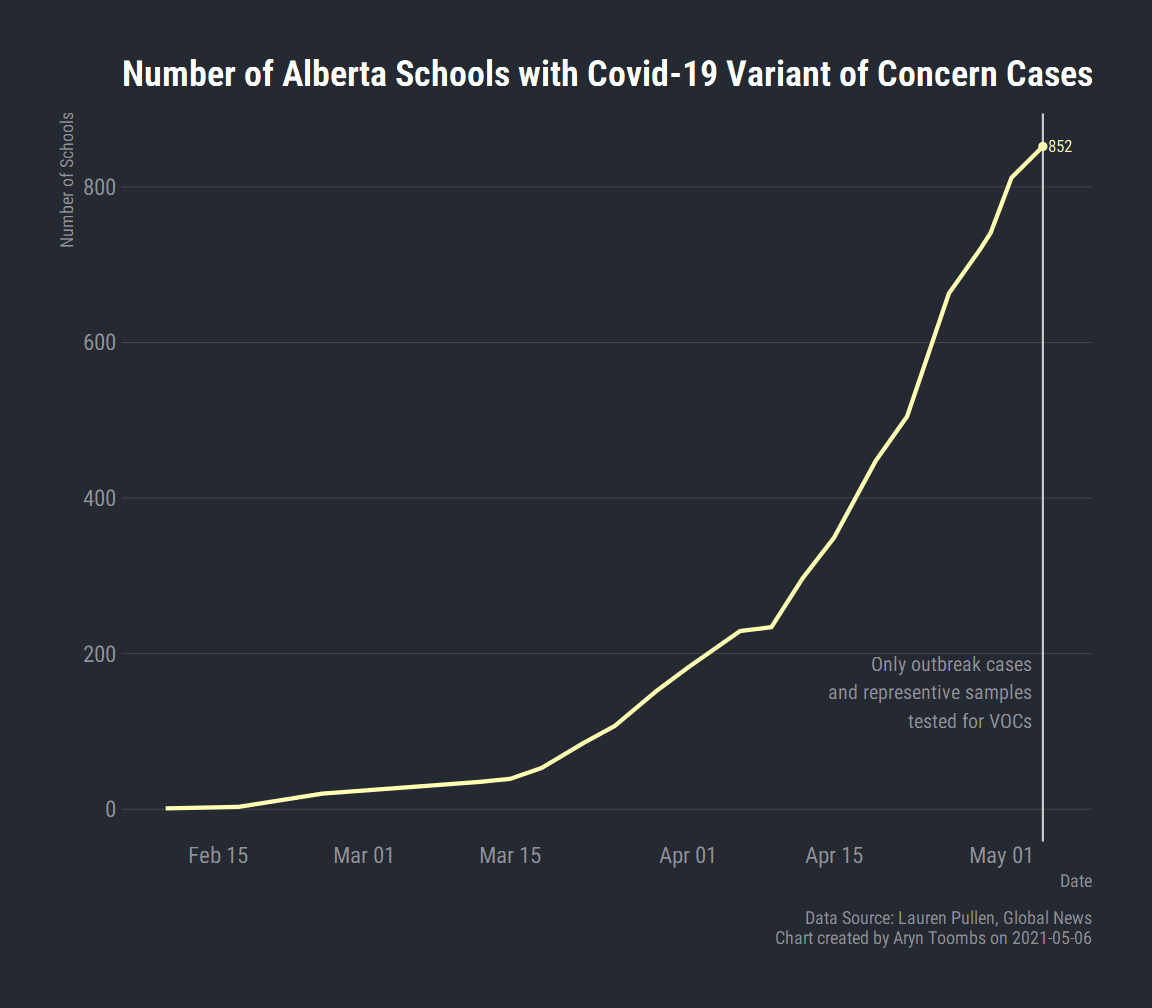 Number of Alberta Schools with Covid-19 Variant of Concern Cases
Number of Schools
852
800
600
400
200
0
Only outbreak cases
and representive samples
tested for VOCs
Feb 15
Mar 01
Mar 15
Apr 01
Apr 15
May 01
Date
Data Source: Lauren Pullen, Global News
Chart created by Aryn Toombs on 2021-05-06